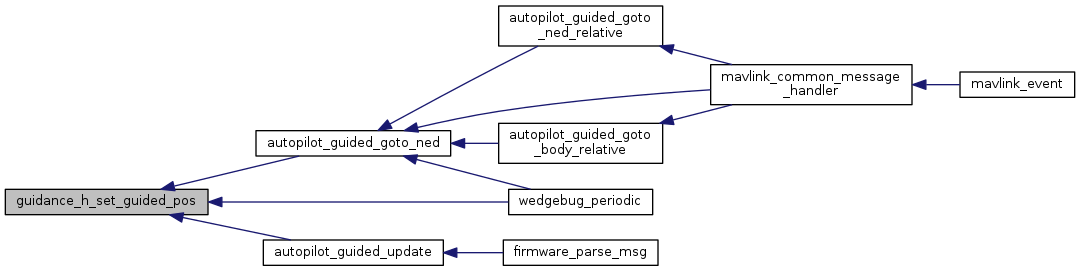 autopilot_guided_goto
_ned_relative
mavlink_common_message
_handler
mavlink_event
autopilot_guided_goto_ned
autopilot_guided_goto
_body_relative
guidance_h_set_guided_pos
wedgebug_periodic
autopilot_guided_update
firmware_parse_msg